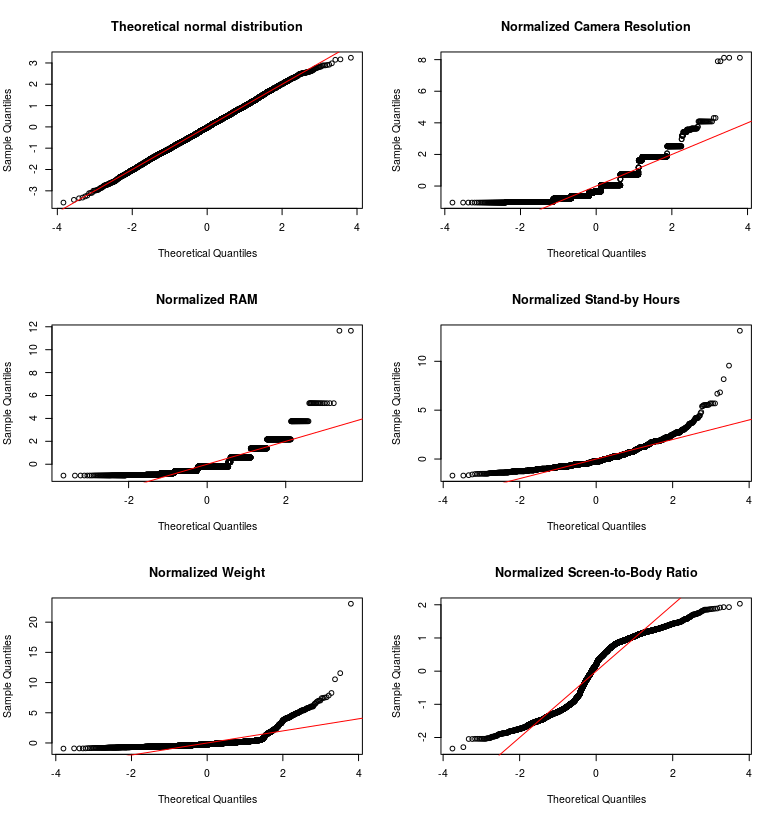 Theoretical normal distribution
Sample Quantiles
3
2
1
0
-1
-2
-3
-4 -2 0 2 4
Theoretical Quantiles
Normalized Camera Resolution
Sample Quantiles
8
6
4
2
0
-4 -2 0 2 4
Theoretical Quantiles
Normalized RAM
Sample Quantiles
12
10
8
6
4
2
0
-2 0 2
Theoretical Quantiles
Normalized Stand-by Hours
Sample Quantiles
10
5
0
-4 -2 0 2 4
Theoretical Quantiles
Normalized Weight
Sample Quantiles
20
15
10
5
0
-4 -2 0 2 4
Theoretical Quantiles
Normalized Screen-to-Body Ratio
Sample Quantiles
2
1
0
-1
-2
-4 -2 0 2 4
Theoretical Quantiles